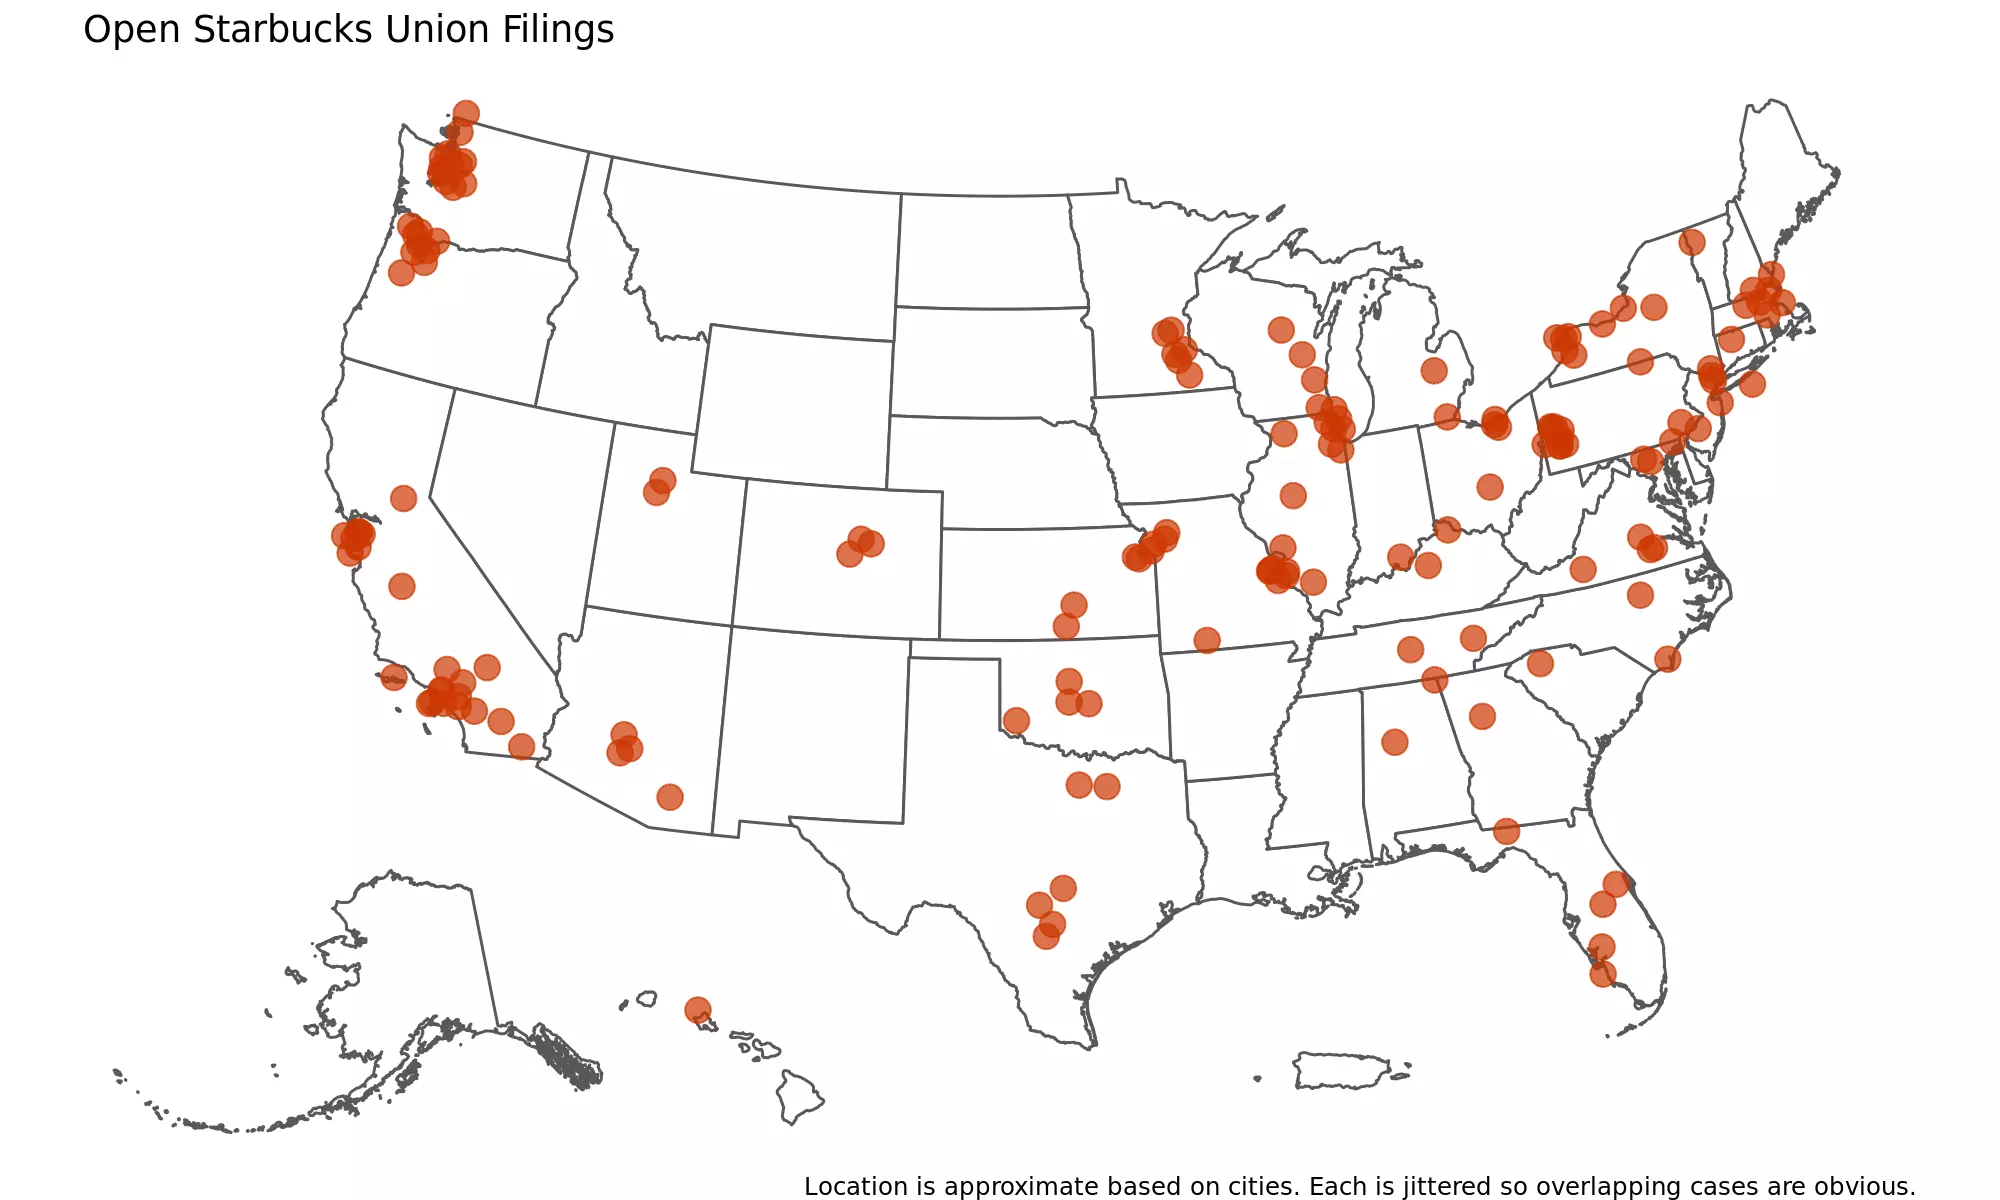 Open Starbucks Union Filings
Location is approximate based on cities. Each is jittered so overlapping cases are obvious.